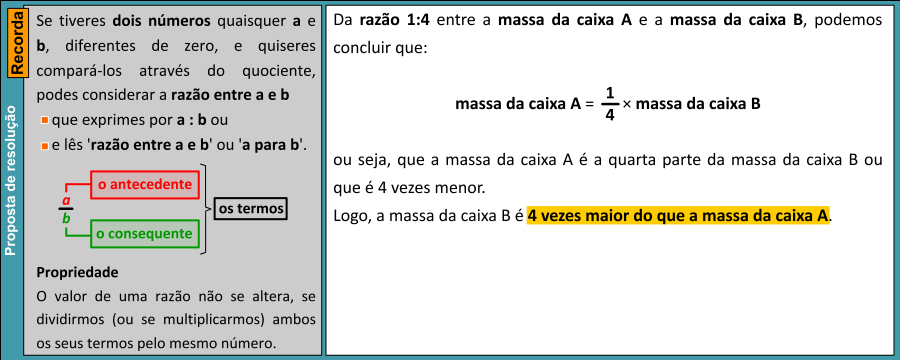 Proposta de resolução
Recorda
Se tiveres dois números quaisquer a e
b, diferentes de zero, e quiseres
compará-los através do quociente,
podes considerar a razão entre a e b
que exprimes por a : b ou
e lês 'razão entre a e b' ou 'a para b'.
a
b
o antecedente
o consequente
os termos
Propriedade
O valor de uma razão não se altera, se
dividirmos (ou se multiplicarmos) ambos
os seus termos pelo mesmo número.
Da razão 1:4 entre a massa da caixa A e a massa da caixa B, podemos
concluir que:
massa da caixa A = 1/4 × massa da caixa B
ou seja, que a massa da caixa A é a quarta parte da massa da caixa B ou
que é 4 vezes menor.
Logo, a massa da caixa B é 4 vezes maior do que a massa da caixa A.